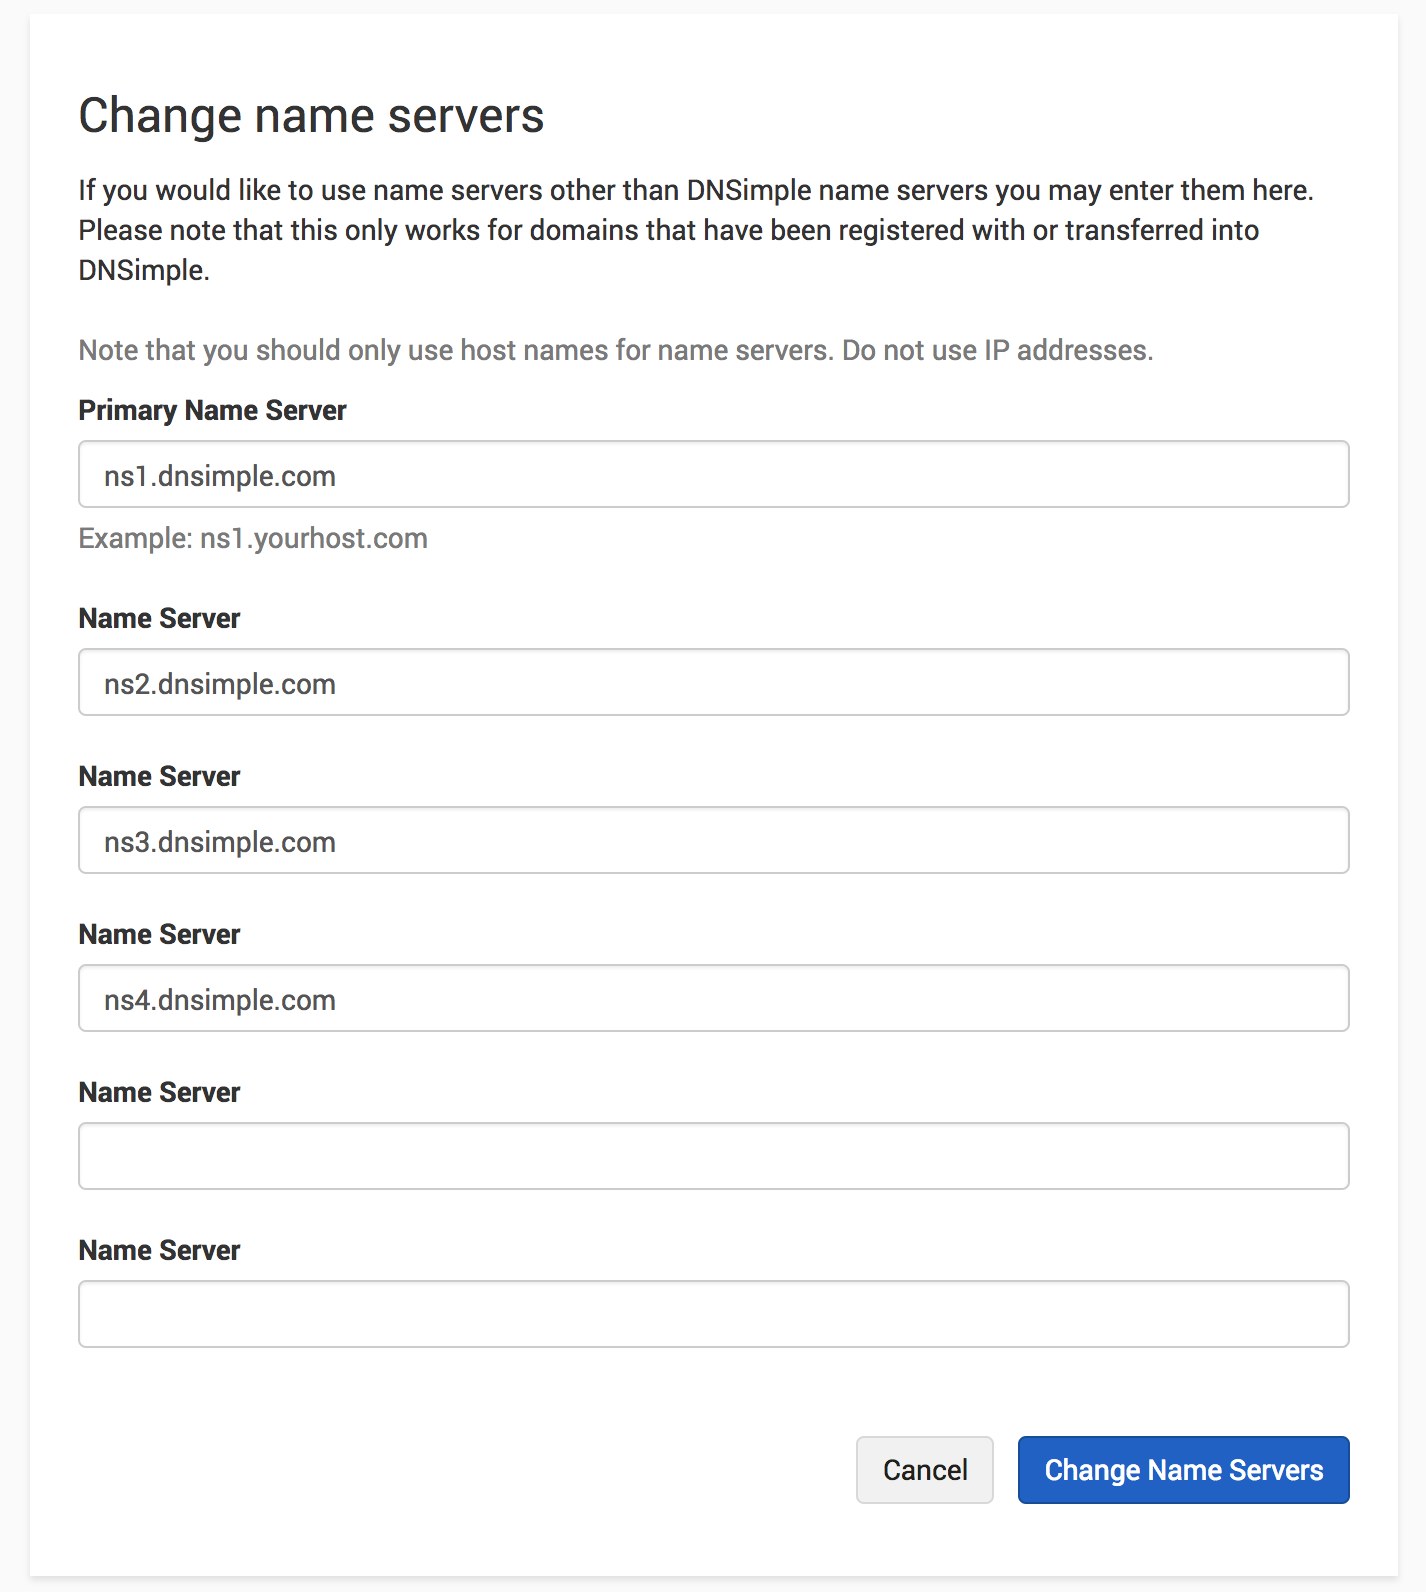 Change name servers
If you would like to use name servers other than DNSimple name servers you may enter them here.
Please note that this only works for domains that have been registered with or transferred into
DNSimple.
Note that you should only use host names for name servers. Do not use IP addresses.
Primary Name Server
ns1.dnsimple.com
Example: ns1.yourhost.com
Name Server
ns2.dnsimple.com
Name Server
ns3.dnsimple.com
Name Server
ns4.dnsimple.com
Name Server
Name Server
Cancel
Change Name Servers